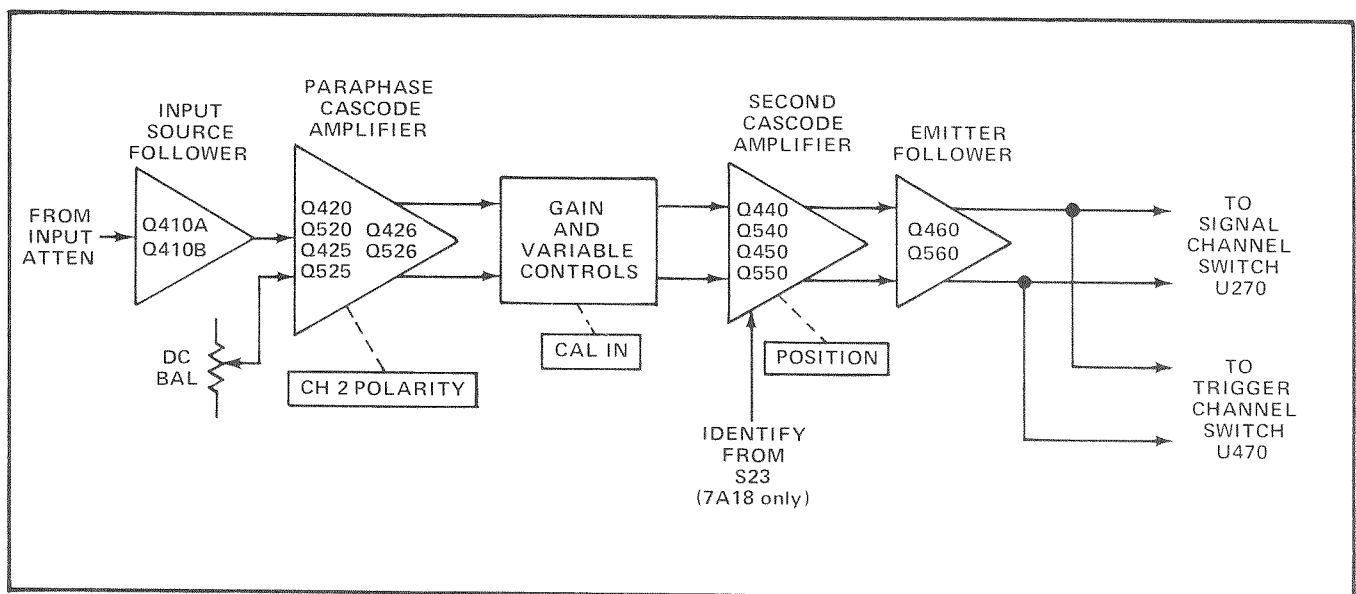 FROM
INPUT
ATTEN
INPUT
SOURCE
FOLLOWER
Q410A
Q410B
DC
BAL
PARAPHASE
CASCODE
AMPLIFIER
Q420
Q520 Q426
Q425 Q526
Q525
CH 2 POLARITY
GAIN
AND
VARIABLE
CONTROLS
CAL IN
SECOND
CASCODE
AMPLIFIER
Q440
Q540
Q450
Q550
POSITION
IDENTIFY
FROM
S23
(7A18 only)
EMITTER
FOLLOWER
Q460
Q560
TO
SIGNAL
CHANNEL
SWITCH
U270
TO
TRIGGER
CHANNEL
SWITCH
U470